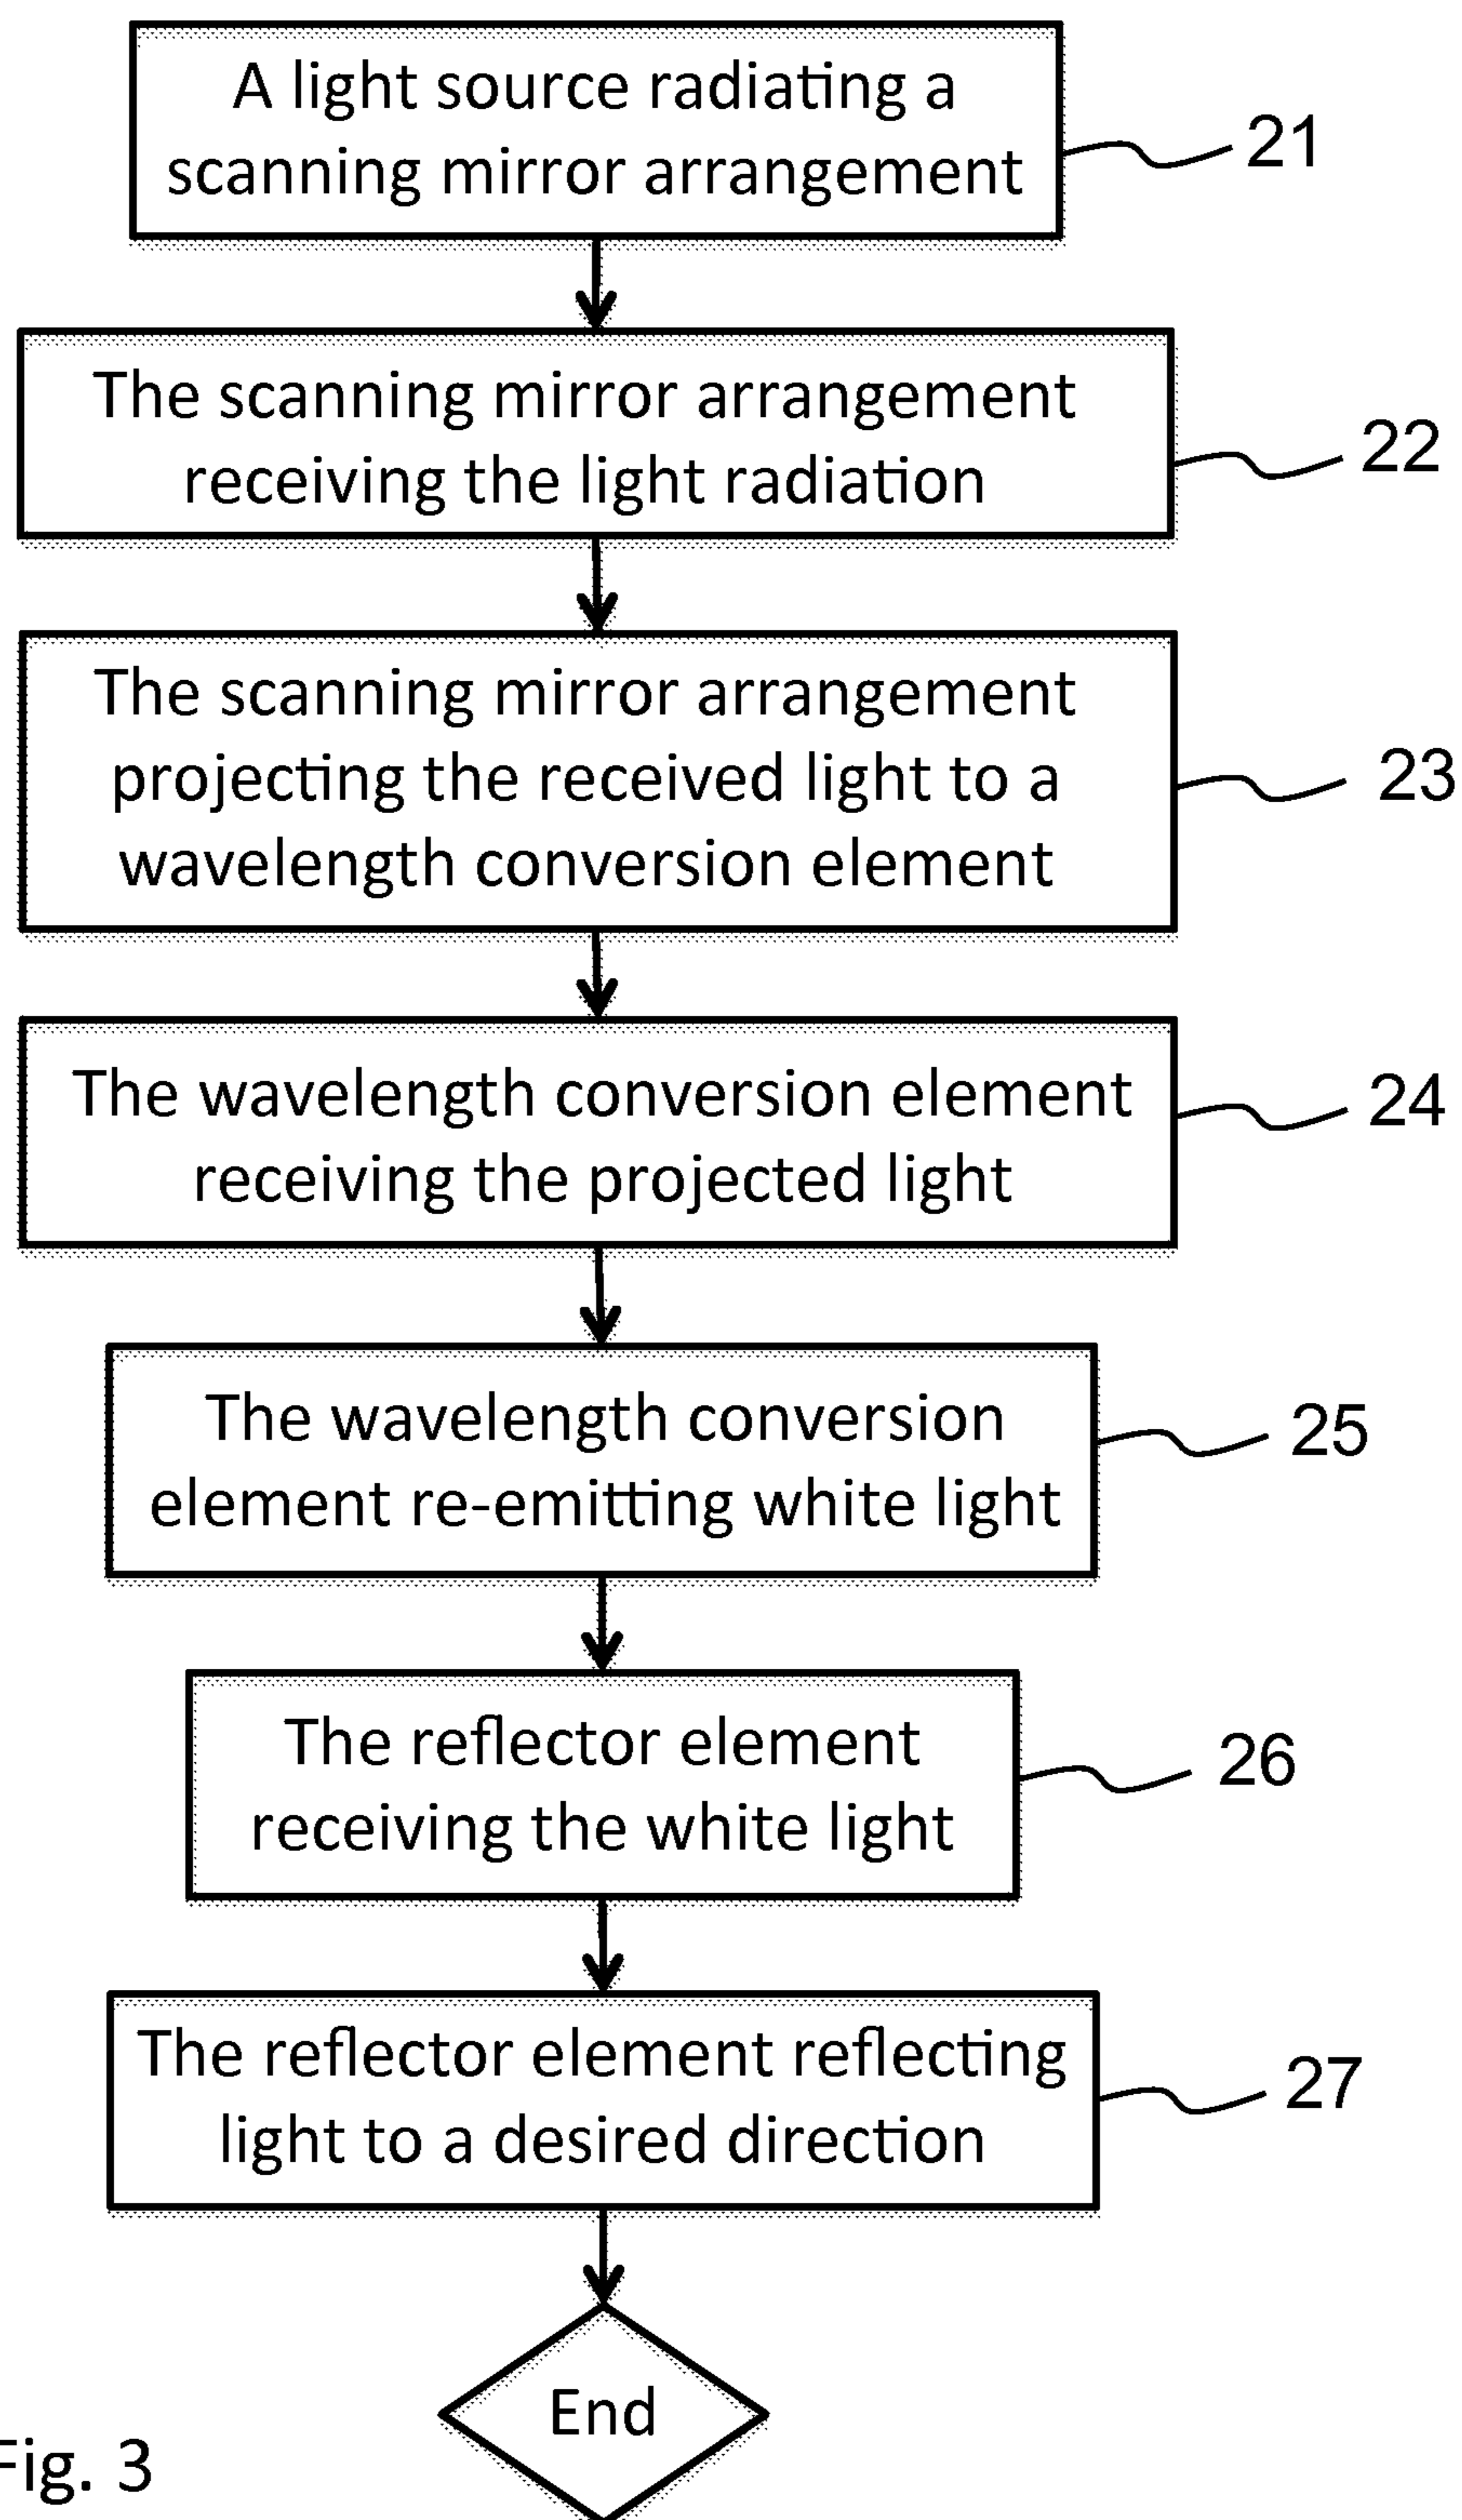 A light source radiating a
scanning mirror arrangement
21
The scanning mirror arrangement
receiving the light radiation
22
The scanning mirror arrangement
projecting the received light to a
wavelength conversion element
23
The wavelength conversion element
receiving the projected light
24
The wavelength conversion
element re-emitting white light
25
The reflector element
receiving the white light
26
The reflector element reflecting
light to a desired direction
27
End
Fig. 3